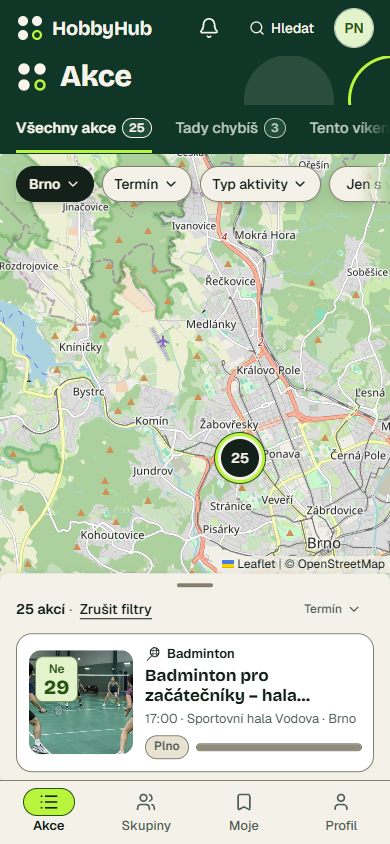 HobbyHub
Hledat
PN
Akce
Všechny akce 25
Tady chybíš 3
Tento víken
Česká
Ořešín
Brno
Termín
Typ aktivity
Jen s
Jinačovice
Ivanovice
Mokrá Hora
Rozdrojovice
Řečkovice
Soběšice
Medlánky
Kníničky
Královo Pole
Bystrc
Lesná
Komín
Žabovřesky
25
Ponava
Černá Pole
Jundrov
Stránice
Veveří
Zábrdovice
Pisárky
Kohoutovice
Brno
Leaflet | © OpenStreetMap
25 akcí · Zrušit filtry
Termín
Ne
29
Badminton
Badminton pro
začátečníky – hala...
17:00 · Sportovní hala Vodova · Brno
Plno
Akce
Skupiny
Moje
Profil